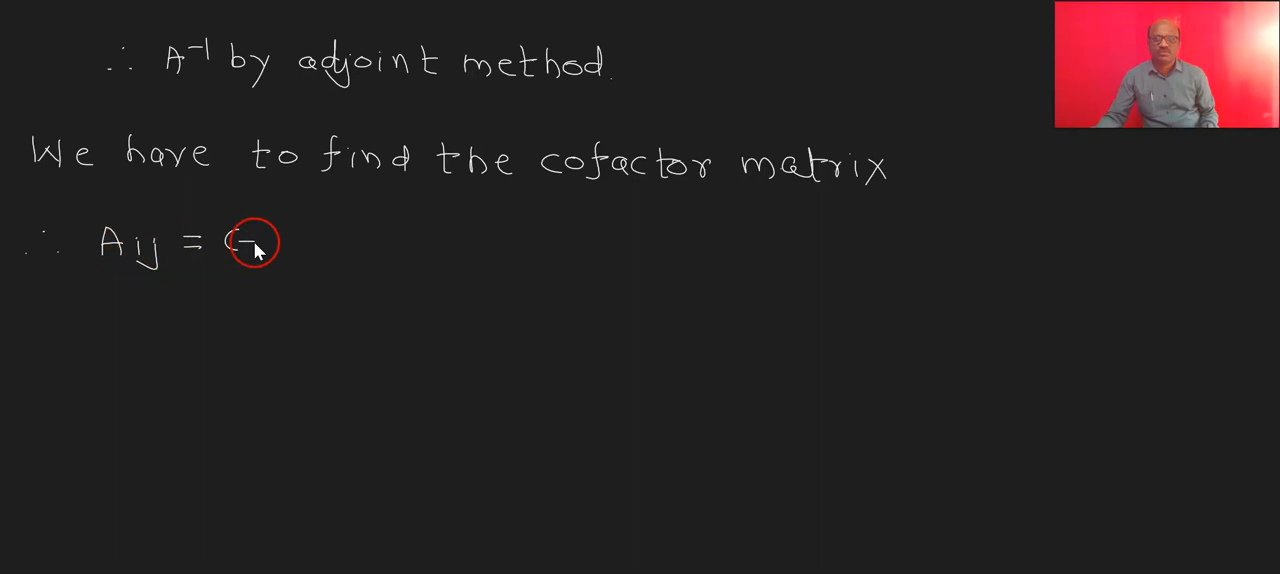 ∴ A⁻¹ by adjoint method.
We have to find the cofactor matrix
∴ Aij = (-